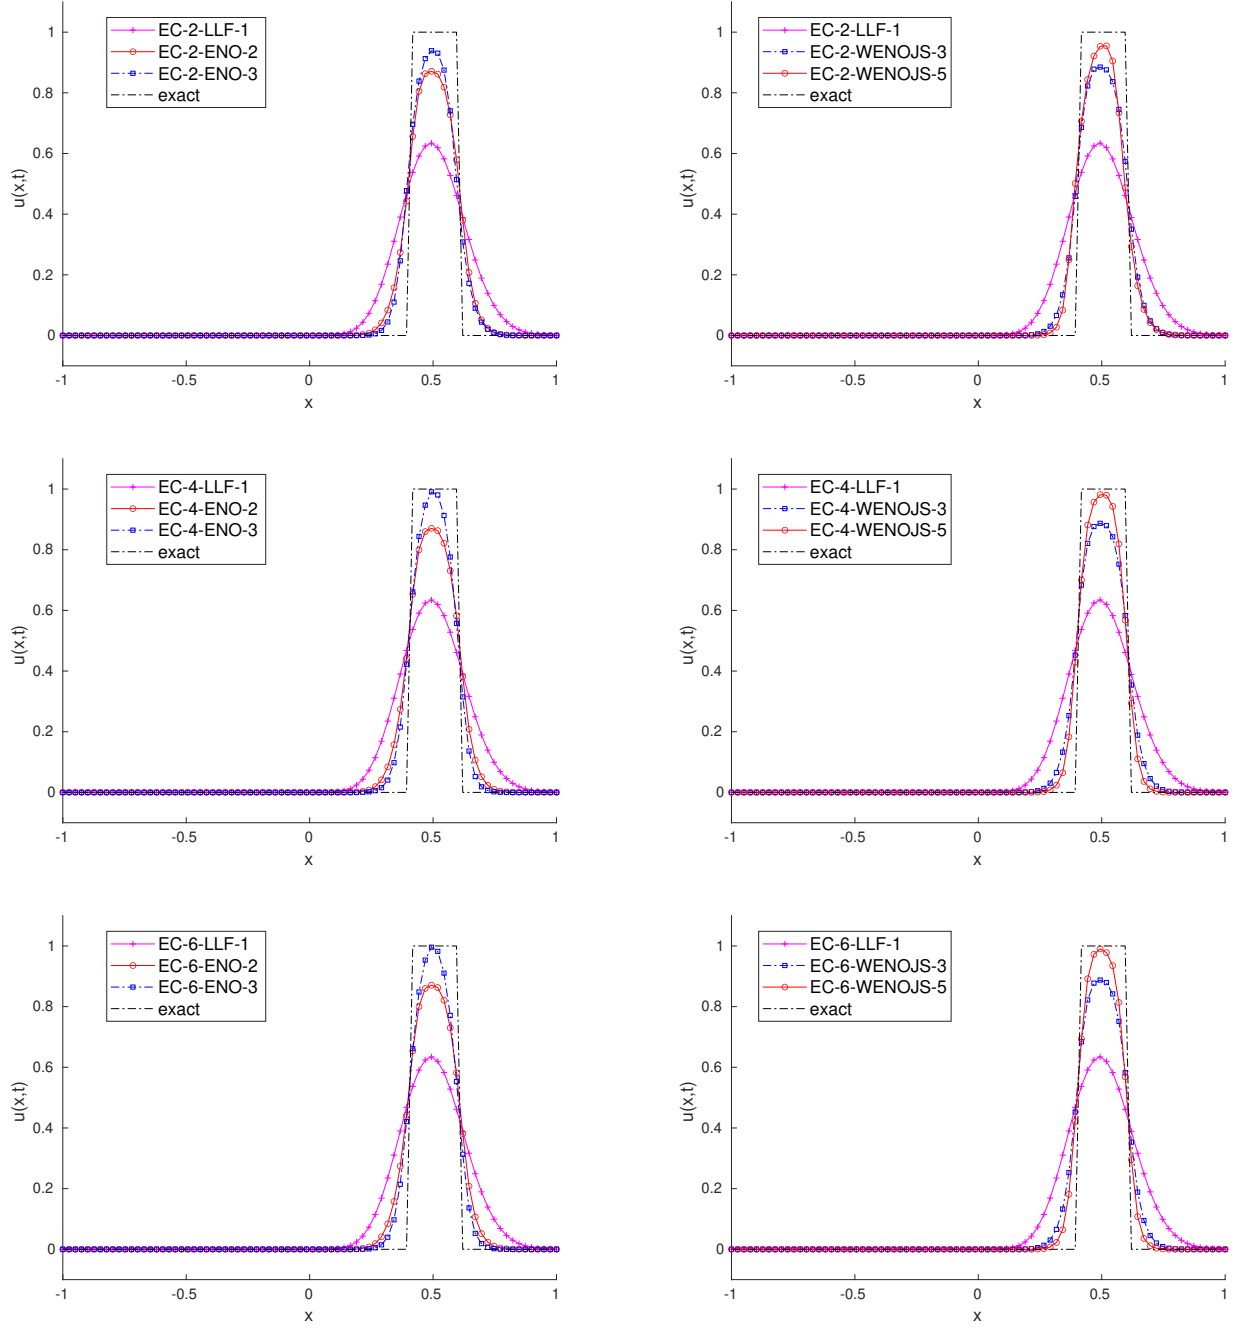 EC-2-LLF-1
EC-2-ENO-2
EC-2-ENO-3
exact
1
0.8
0.6
0.4
0.2
0
u(x,t)
-1
-0.5
0
0.5
1
x
EC-2-LLF-1
EC-2-WENOJS-3
EC-2-WENOJS-5
exact
1
0.8
0.6
0.4
0.2
0
u(x,t)
-1
-0.5
0
0.5
1
x
EC-4-LLF-1
EC-4-ENO-2
EC-4-ENO-3
exact
1
0.8
0.6
0.4
0.2
0
u(x,t)
-1
-0.5
0
0.5
1
x
EC-4-LLF-1
EC-4-WENOJS-3
EC-4-WENOJS-5
exact
1
0.8
0.6
0.4
0.2
0
u(x,t)
-1
-0.5
0
0.5
1
x
EC-6-LLF-1
EC-6-ENO-2
EC-6-ENO-3
exact
1
0.8
0.6
0.4
0.2
0
u(x,t)
-1
-0.5
0
0.5
1
x
EC-6-LLF-1
EC-6-WENOJS-3
EC-6-WENOJS-5
exact
1
0.8
0.6
0.4
0.2
0
u(x,t)
-1
-0.5
0
0.5
1
x